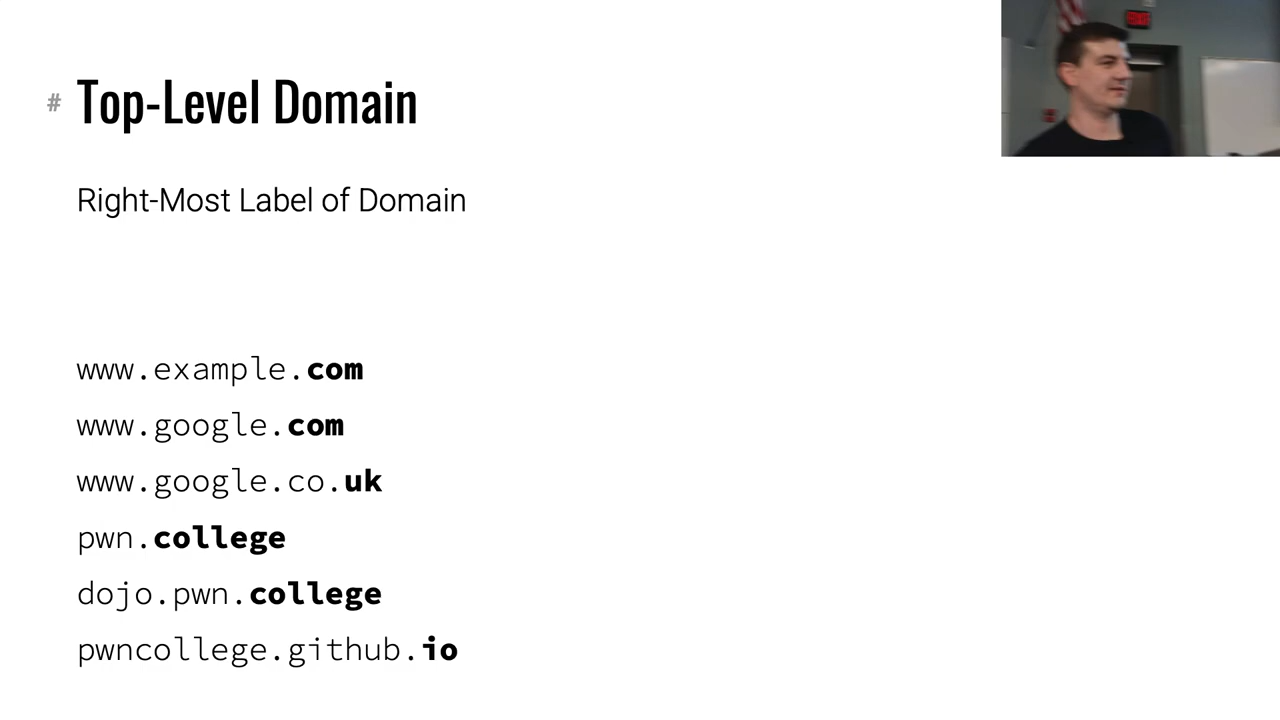 # Top-Level Domain
Right-Most Label of Domain
www.example.com
www.google.com
www.google.co.uk
pwn.college
dojo.pwn.college
pwncollege.github.io
EXIT